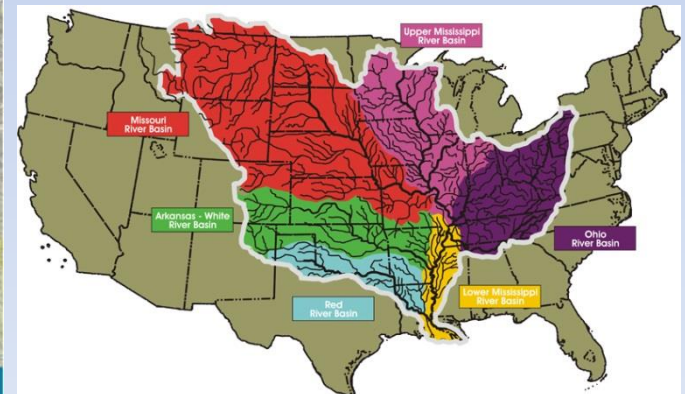 Upper Mississippi
River Basin
Missouri
River Basin
Arkansas - White
River Basin
Ohio
River Basin
Lower Mississippi
River Basin
Red
River Basin